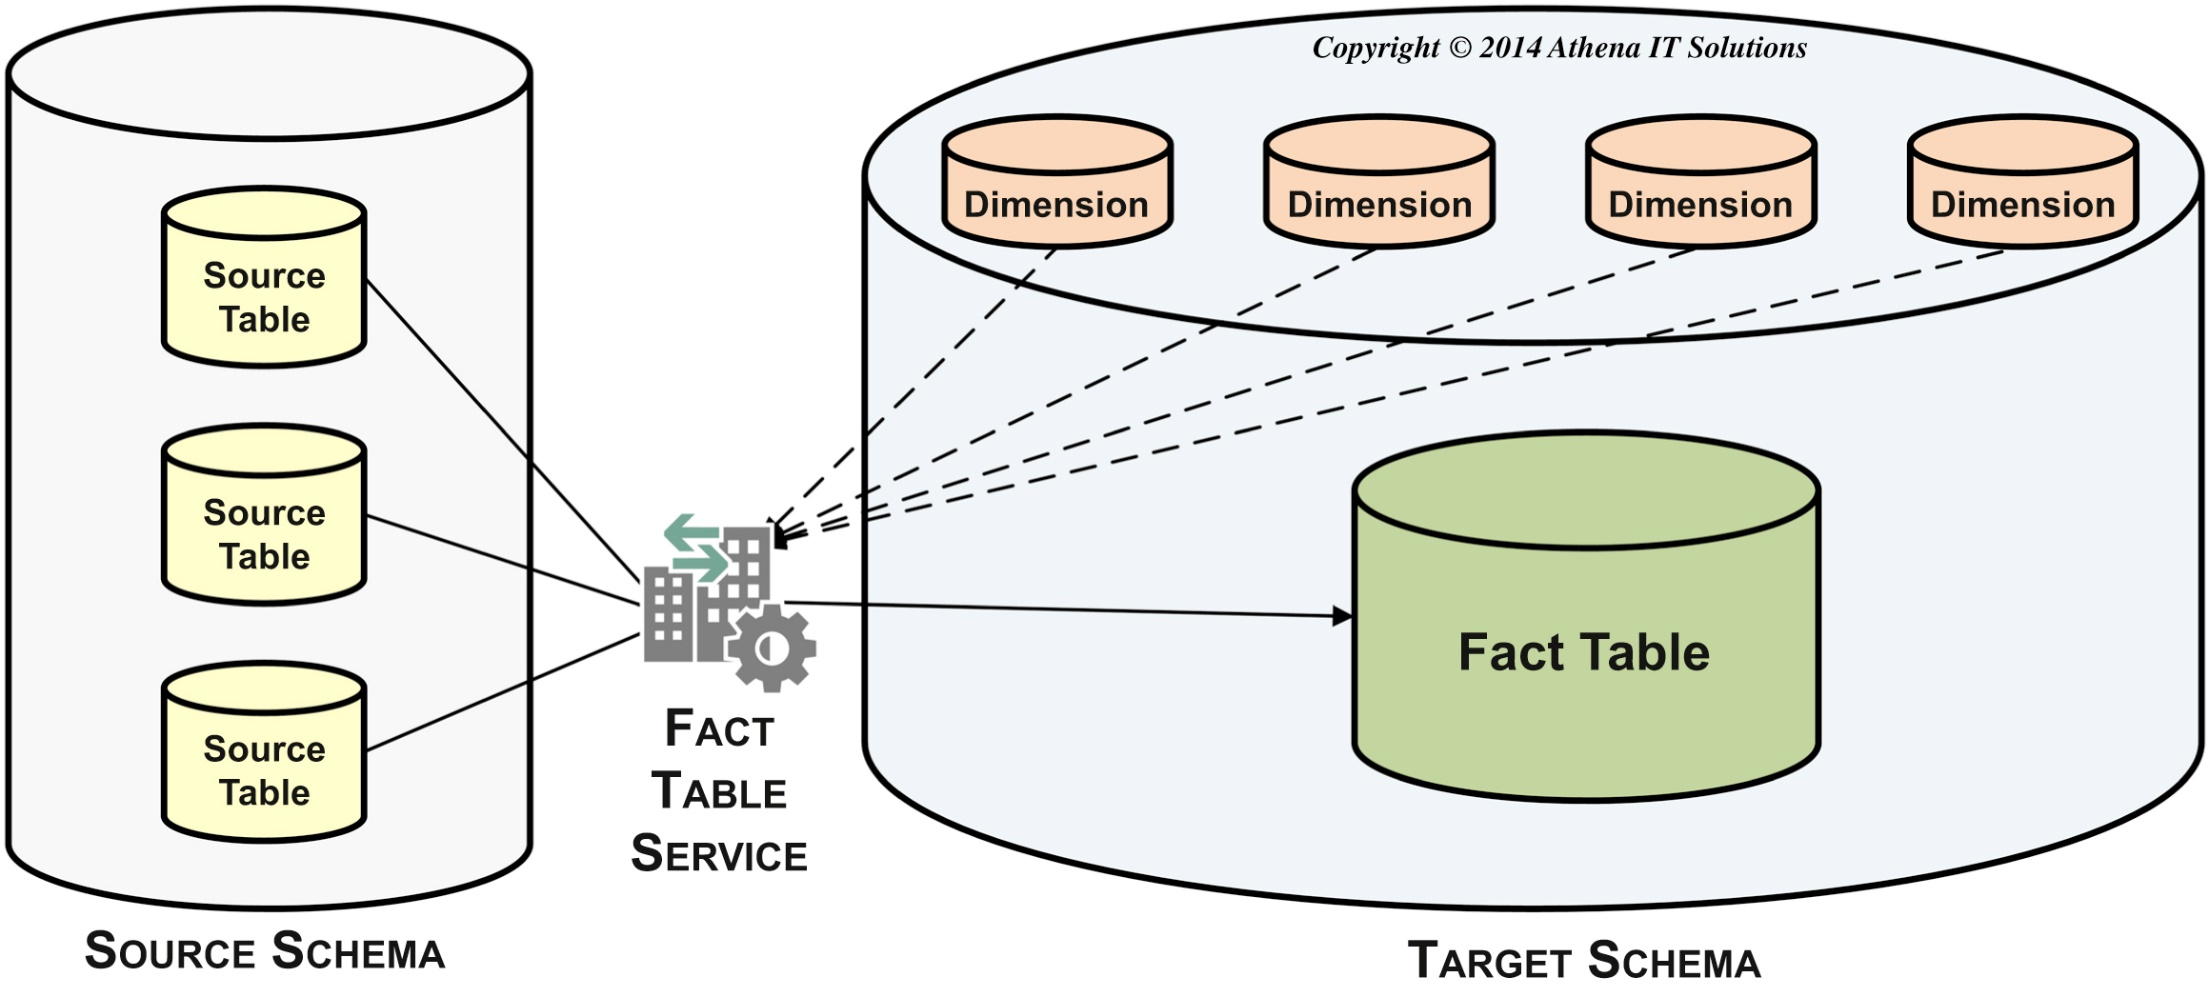 Copyright © 2014 Athena IT Solutions
Dimension
Dimension
Dimension
Dimension
Source
Table
Source
Table
Source
Table
Fact Table
FACT
TABLE
SERVICE
SOURCE SCHEMA
TARGET SCHEMA